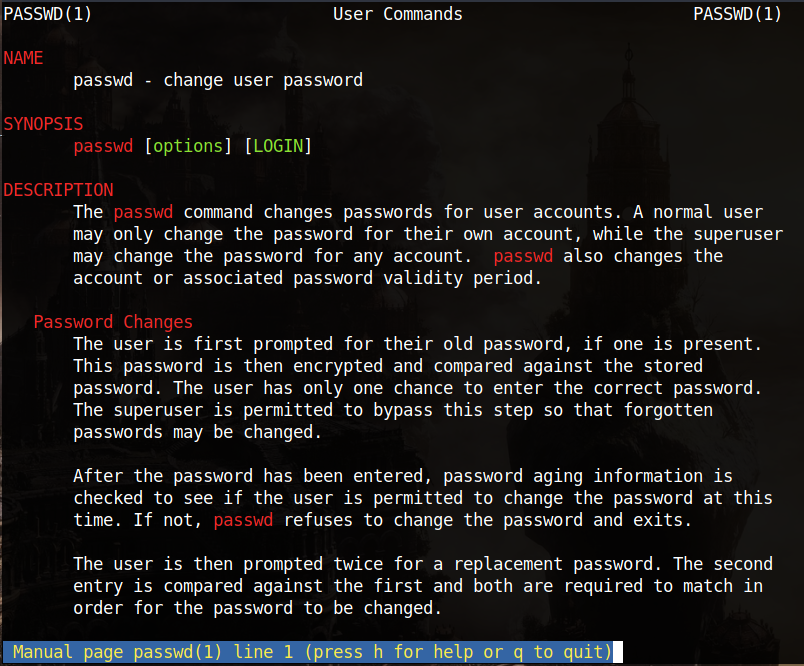 PASSWD(1) User Commands PASSWD(1)
NAME
passwd - change user password
SYNOPSIS
passwd [options] [LOGIN]
DESCRIPTION
The passwd command changes passwords for user accounts. A normal user
may only change the password for their own account, while the superuser
may change the password for any account. passwd also changes the
account or associated password validity period.
Password Changes
The user is first prompted for their old password, if one is present.
This password is then encrypted and compared against the stored
password. The user has only one chance to enter the correct password.
The superuser is permitted to bypass this step so that forgotten
passwords may be changed.
After the password has been entered, password aging information is
checked to see if the user is permitted to change the password at this
time. If not, passwd refuses to change the password and exits.
The user is then prompted twice for a replacement password. The second
entry is compared against the first and both are required to match in
order for the password to be changed.
Manual page passwd(1) line 1 (press h for help or q to quit)